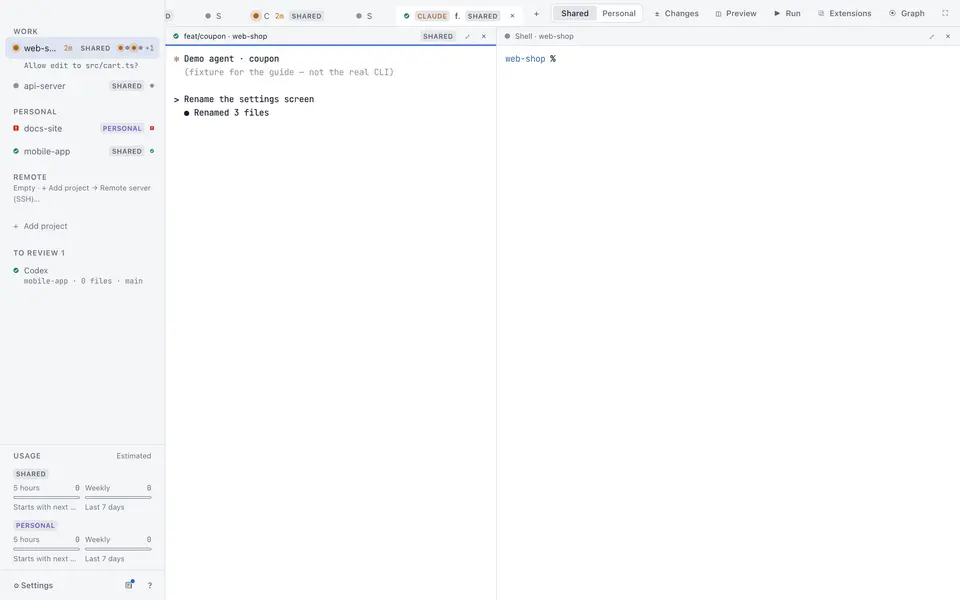 D
S
C 2m SHARED
S
CLAUDE f. SHARED ×
+
Shared Personal
± Changes
Preview
Run
Extensions
Graph
WORK
web-s... 2m SHARED +1
Allow edit to src/cart.ts?
api-server SHARED
PERSONAL
docs-site PERSONAL
mobile-app SHARED
REMOTE
Empty · + Add project → Remote server
(SSH)...
+ Add project
TO REVIEW 1
Codex
mobile-app · 0 files · main
USAGE Estimated
SHARED
5 hours 0 Weekly 0
Starts with next ... Last 7 days
PERSONAL
5 hours 0 Weekly 0
Starts with next ... Last 7 days
Settings ?
feat/coupon · web-shop SHARED ×
* Demo agent · coupon
(fixture for the guide — not the real CLI)
> Rename the settings screen
● Renamed 3 files
Shell · web-shop ×
web-shop %